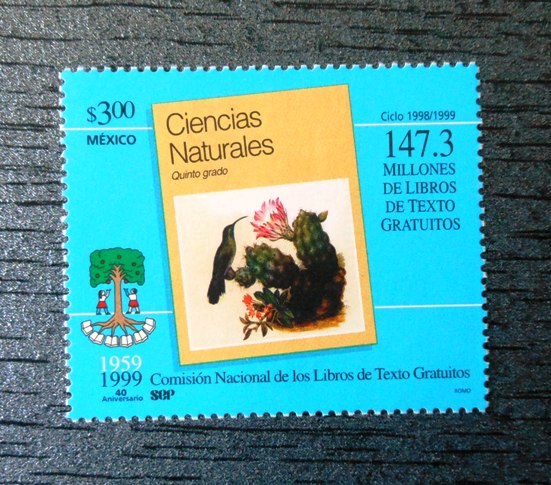 $3.00
MÉXICO
Ciencias
Naturales
Quinto grado
Ciclo 1998/1999
147.3
MILLONES
DE LIBROS
DE TEXTO
GRATUITOS
1959
1999
40
Aniversario
Comisión Nacional de los Libros de Texto Gratuitos
SEP
ROMO